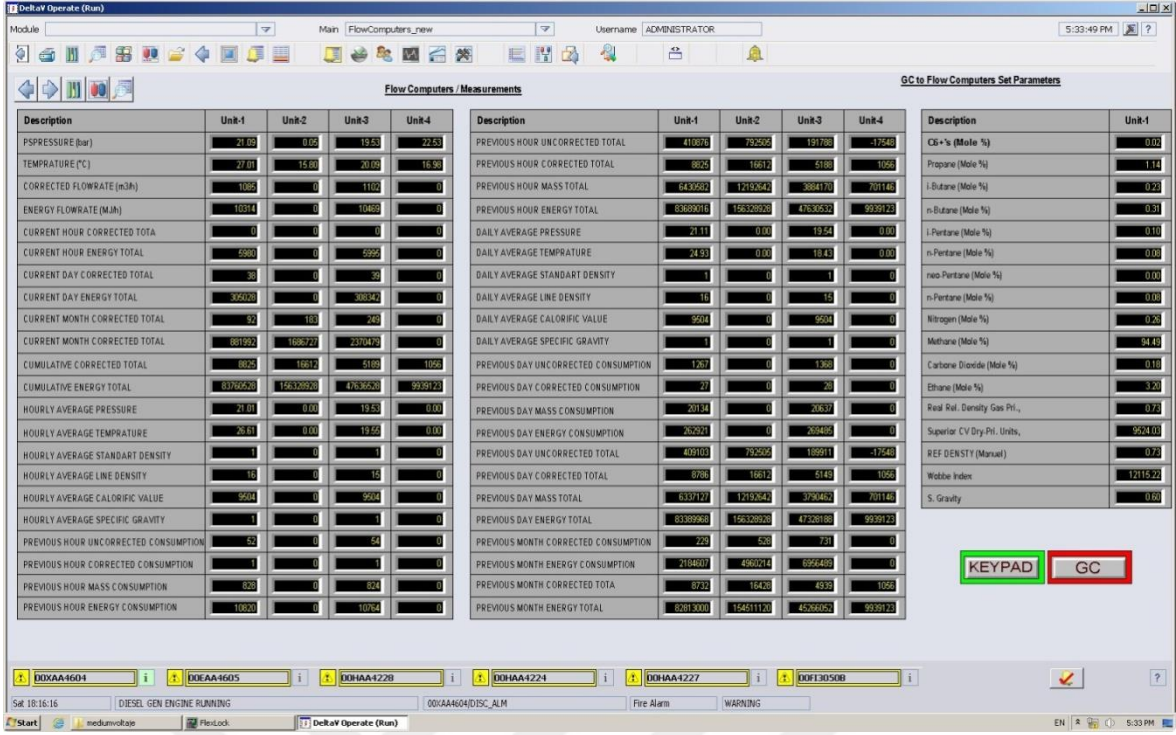 DeltaV Operate (Run)
Module Main FlowComputers_new Username ADMINISTRATOR 5:33:49 PM ?
Flow Computers / Measurements
GC to Flow Computers Set Parameters
Description Unit-1 Unit-2 Unit-3 Unit-4
PSPRESSURE (bar) 21.09 0.05 19.53 22.53
TEMPRATURE (°C) 27.01 15.80 20.09 16.98
CORRECTED FLOWRATE (m3/h) 1085 0 1102 0
ENERGY FLOWRATE (MJ/h) 10314 0 10469 0
CURRENT HOUR CORRECTED TOTA 0 0 0 0
CURRENT HOUR ENERGY TOTAL 5980 0 5995 0
CURRENT DAY CORRECTED TOTAL 38 0 39 0
CURRENT DAY ENERGY TOTAL 305028 0 308342 0
CURRENT MONTH CORRECTED TOTAL 92 183 249 0
CURRENT MONTH CORRECTED TOTAL 881992 1686727 2370479 0
CUMULATIVE CORRECTED TOTAL 8825 16612 5189 1056
CUMULATIVE ENERGY TOTAL 83760528 156328928 47636528 9939123
HOURLY AVERAGE PRESSURE 21.01 0.00 19.53 0.00
HOURLY AVERAGE TEMPRATURE 26.61 0.00 19.55 0.00
HOURLY AVERAGE STANDART DENSITY 1 0 1 0
HOURLY AVERAGE LINE DENSITY 16 0 15 0
HOURLY AVERAGE CALORIFIC VALUE 9504 0 9504 0
HOURLY AVERAGE SPECIFIC GRAVITY 1 0 1 0
PREVIOUS HOUR UNCORRECTED CONSUMPTION 52 0 54 0
PREVIOUS HOUR CORRECTED CONSUMPTION 1 0 1 0
PREVIOUS HOUR MASS CONSUMPTION 828 0 824 0
PREVIOUS HOUR ENERGY CONSUMPTION 10820 0 10764 0
Description Unit-1 Unit-2 Unit-3 Unit-4
PREVIOUS HOUR UNCORRECTED TOTAL 410876 792505 191788 -17548
PREVIOUS HOUR CORRECTED TOTAL 8825 16612 5188 1056
PREVIOUS HOUR MASS TOTAL 6430582 12192642 3884170 701146
PREVIOUS HOUR ENERGY TOTAL 83689016 156328928 47630532 9939123
DAILY AVERAGE PRESSURE 21.11 0.00 19.54 0.00
DAILY AVERAGE TEMPRATURE 24.93 0.00 18.43 0.00
DAILY AVERAGE STANDART DENSITY 1 0 1 0
DAILY AVERAGE LINE DENSITY 16 0 15 0
DAILY AVERAGE CALORIFIC VALUE 9504 0 9504 0
DAILY AVERAGE SPECIFIC GRAVITY 1 0 1 0
PREVIOUS DAY UNCORRECTED CONSUMPTION 1267 0 1368 0
PREVIOUS DAY CORRECTED CONSUMPTION 27 0 28 0
PREVIOUS DAY MASS CONSUMPTION 20134 0 20637 0
PREVIOUS DAY ENERGY CONSUMPTION 262921 0 269485 0
PREVIOUS DAY UNCORRECTED TOTAL 409103 792505 189911 -17548
PREVIOUS DAY CORRECTED TOTAL 8786 16612 5149 1056
PREVIOUS DAY MASS TOTAL 6337127 12192642 3790462 701146
PREVIOUS DAY ENERGY TOTAL 83389968 156328928 47328188 9939123
PREVIOUS MONTH CORRECTED CONSUMPTION 229 528 731 0
PREVIOUS MONTH ENERGY CONSUMPTION 2184607 4960214 6956489 0
PREVIOUS MONTH CORRECTED TOTA 8732 16428 4939 1056
PREVIOUS MONTH ENERGY TOTAL 82813000 154511120 45266052 9939123
Description Unit-1
C6+'s (Mole %) 0.02
Propane (Mole %) 1.14
i-Butane (Mole %) 0.23
n-Butane (Mole %) 0.31
i-Pentane (Mole %) 0.10
n-Pentane (Mole %) 0.08
neo-Pentane (Mole %) 0.00
n-Pentane (Mole %) 0.08
Nitrogen (Mole %) 0.26
Methane (Mole %) 94.49
Carbone Dioxide (Mole %) 0.18
Ethane (Mole %) 3.20
Real Rel. Density Gas Pri., 0.73
Superior CV Dry-Pri. Units, 9524.03
REF DENSTY (Manuel) 0.73
Wobbe Index 12115.22
S. Gravity 0.60
KEYPAD GC
00XAA4604 i 00EAA4605 i 00HAA4228 i 00HAA4224 i 00HAA4227 i 00FI3050B i ?
Sat 18:16:16 DIESEL GEN ENGINE RUNNING 00XAA4604/DISC_ALM Fire Alarm WARNING
Start mediumvoltaje FlexLock DeltaV Operate (Run) EN 5:33 PM